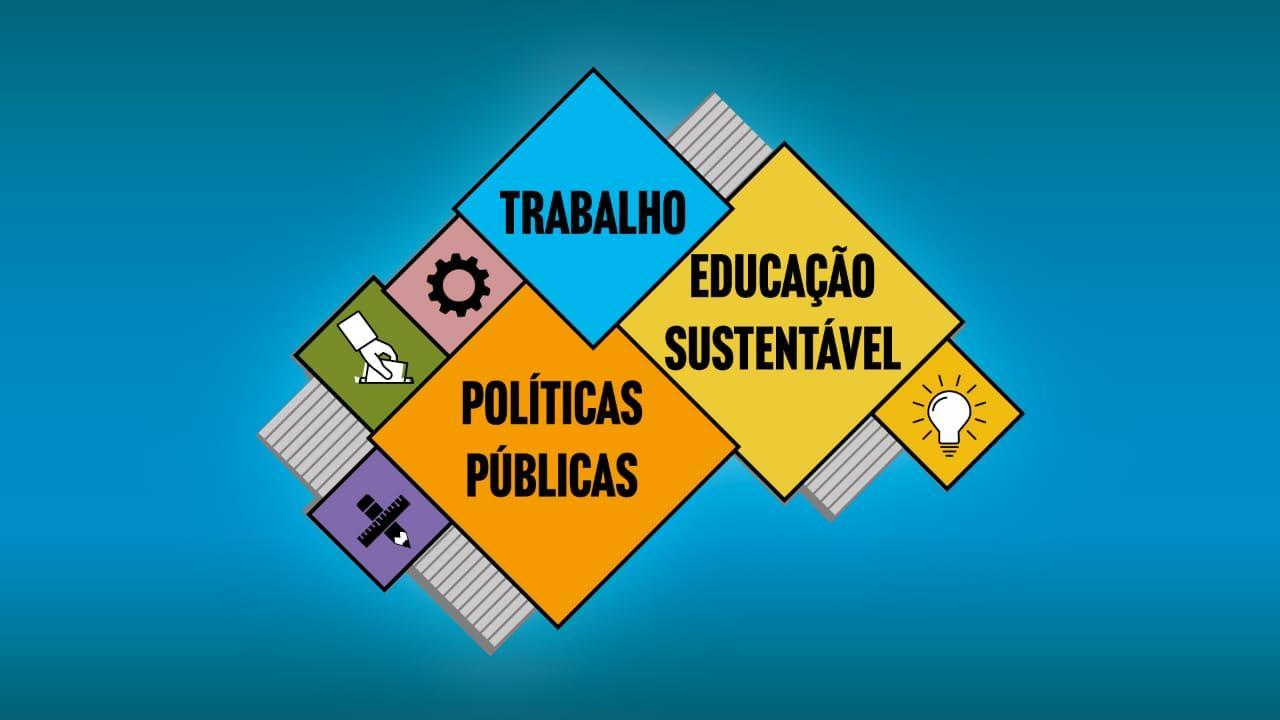 TRABALHO
EDUCAÇÃO
SUSTENTÁVEL
POLÍTICAS
PÚBLICAS